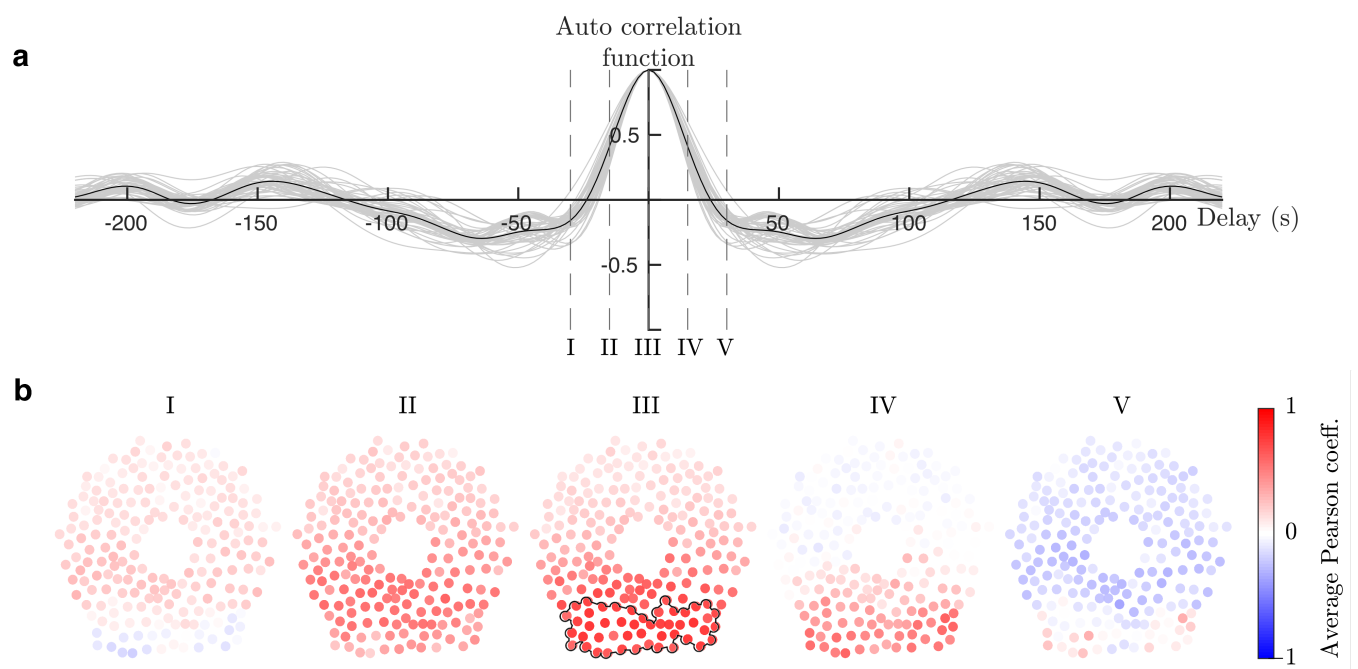 a
Auto correlation
function
0.5
-200 -150 -100 -50 50 100 150 200 Delay (s)
-0.5
I II III IV V
b
I II III IV V
1
0
-1
Average Pearson coeff.